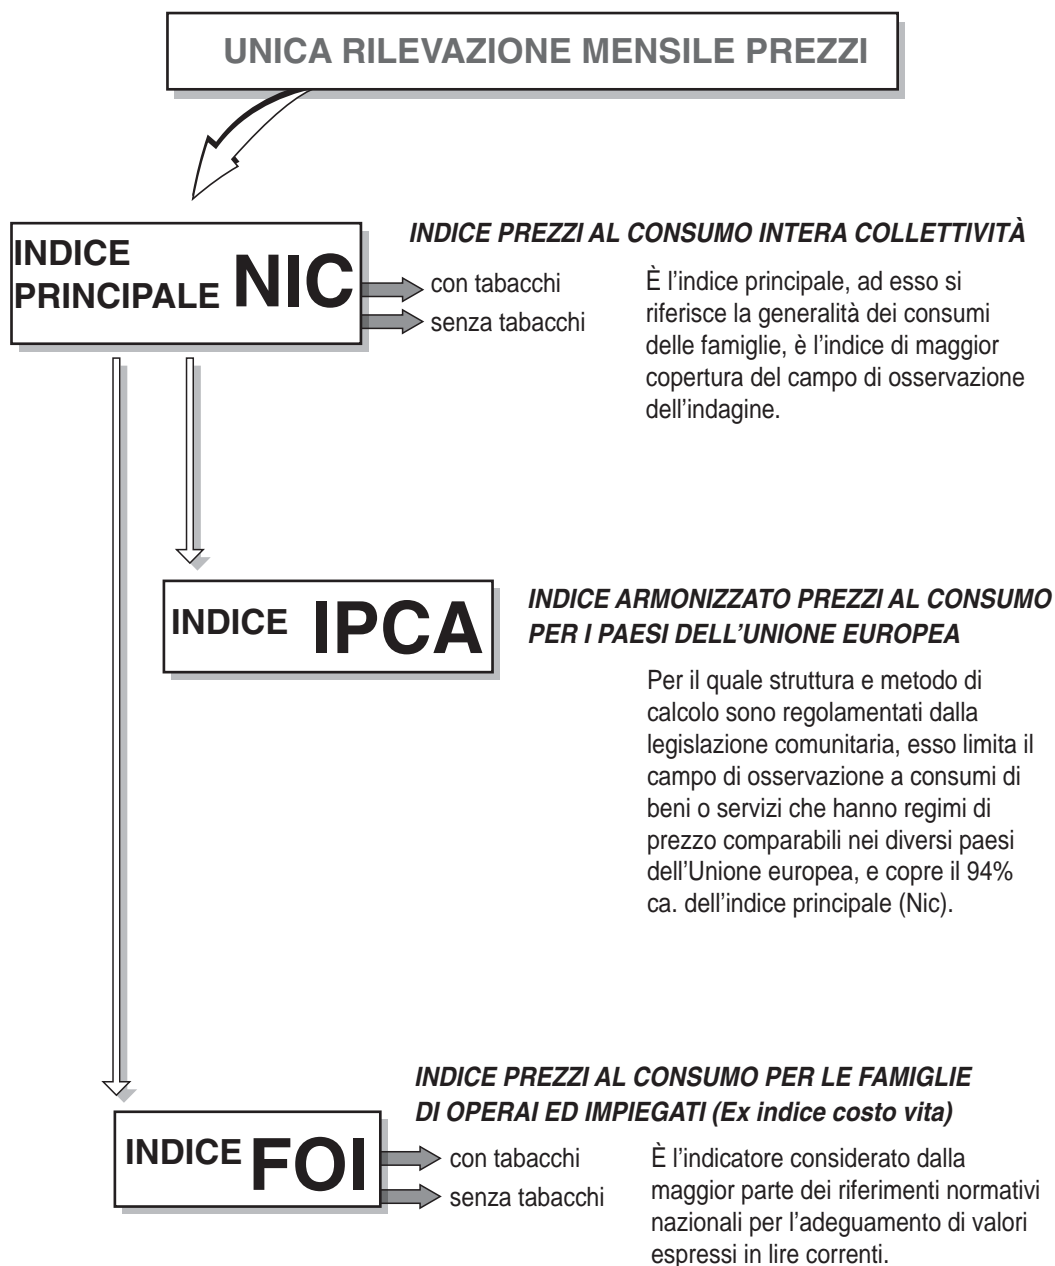 UNICA RILEVAZIONE MENSILE PREZZI
INDICE
PRINCIPALE NIC
INDICE PREZZI AL CONSUMO INTERA COLLETTIVITÀ
con tabacchi
senza tabacchi
È l’indice principale, ad esso si
riferisce la generalità dei consumi
delle famiglie, è l’indice di maggior
copertura del campo di osservazione
dell’indagine.
INDICE IPCA
INDICE ARMONIZZATO PREZZI AL CONSUMO
PER I PAESI DELL’UNIONE EUROPEA
Per il quale struttura e metodo di
calcolo sono regolamentati dalla
legislazione comunitaria, esso limita il
campo di osservazione a consumi di
beni o servizi che hanno regimi di
prezzo comparabili nei diversi paesi
dell’Unione europea, e copre il 94%
ca. dell’indice principale (Nic).
INDICE PREZZI AL CONSUMO PER LE FAMIGLIE
DI OPERAI ED IMPIEGATI (Ex indice costo vita)
INDICE FOI
con tabacchi
senza tabacchi
È l’indicatore considerato dalla
maggior parte dei riferimenti normativi
nazionali per l’adeguamento di valori
espressi in lire correnti.